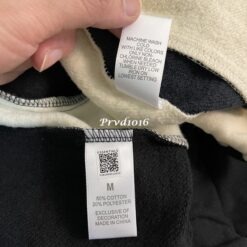 MACHINE WASH
COLD
WITH LIKE COLORS
ONLY NON-
CHLORINE BLEACH
WHEN NEEDED
TUMBLE DRY LOW
IRON ON
LOWEST SETTING
Prvd1016
ESSENTIALS
M
80% COTTON
20% POLYESTER
EXCLUSIVE OF
DECORATION
MADE IN CHINA